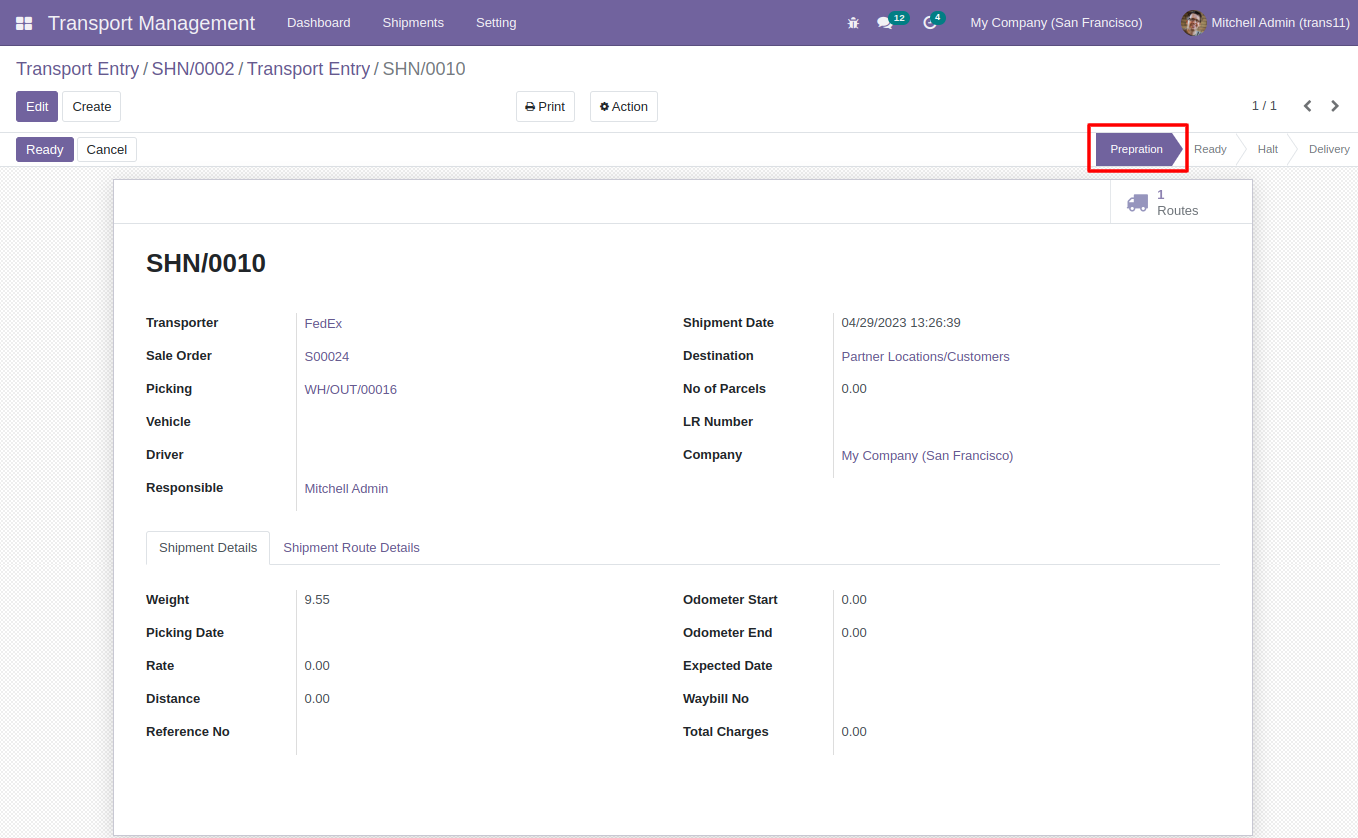 Transport Management Dashboard Shipments Setting 12 4 My Company (San Francisco) Mitchell Admin (trans11)
Transport Entry / SHN/0002 / Transport Entry / SHN/0010
Edit Create Print Action 1 / 1
Ready Cancel Prepration Ready Halt Delivery
1
Routes
SHN/0010
Transporter FedEx Shipment Date 04/29/2023 13:26:39
Sale Order S00024 Destination Partner Locations/Customers
Picking WH/OUT/00016 No of Parcels 0.00
Vehicle LR Number
Driver Company My Company (San Francisco)
Responsible Mitchell Admin
Shipment Details Shipment Route Details
Weight 9.55 Odometer Start 0.00
Picking Date Odometer End 0.00
Rate 0.00 Expected Date
Distance 0.00 Waybill No
Reference No Total Charges 0.00